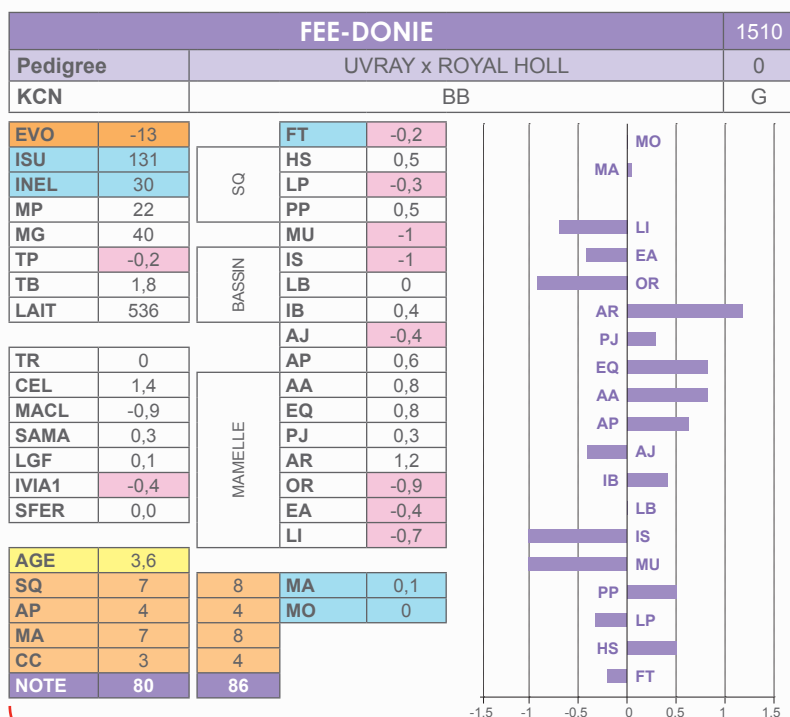 FEE-DONIE 1510
Pedigree UVRAY x ROYAL HOLL 0
KCN BB G
EVO -13
ISU 131
INEL 30
MP 22
MG 40
TP -0,2
TB 1,8
LAIT 536
TR 0
CEL 1,4
MACL -0,9
SAMA 0,3
LGF 0,1
IVIA1 -0,4
SFER 0,0
AGE 3,6
SQ 7 8
AP 4 4
MA 7 8
CC 3 4
NOTE 80 86
SQ
BASSIN
MAMELLE
FT -0,2
HS 0,5
LP -0,3
PP 0,5
MU -1
IS -1
LB 0
IB 0,4
AJ -0,4
AP 0,6
AA 0,8
EQ 0,8
PJ 0,3
AR 1,2
OR -0,9
EA -0,4
LI -0,7
MA 0,1
MO 0
MO
MA
LI
EA
OR
AR
PJ
EQ
AA
AP
AJ
IB
LB
IS
MU
PP
LP
HS
FT
-1.5 -1 -0.5 0 0.5 1 1.5